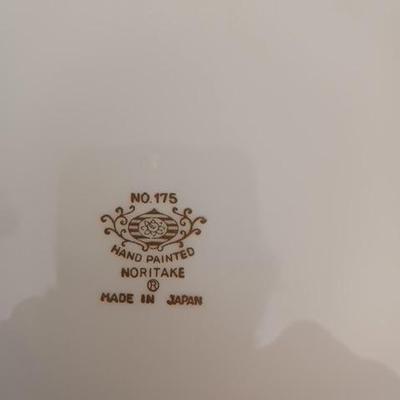 NO. 175
HAND PAINTED
NORITAKE
®
MADE IN JAPAN